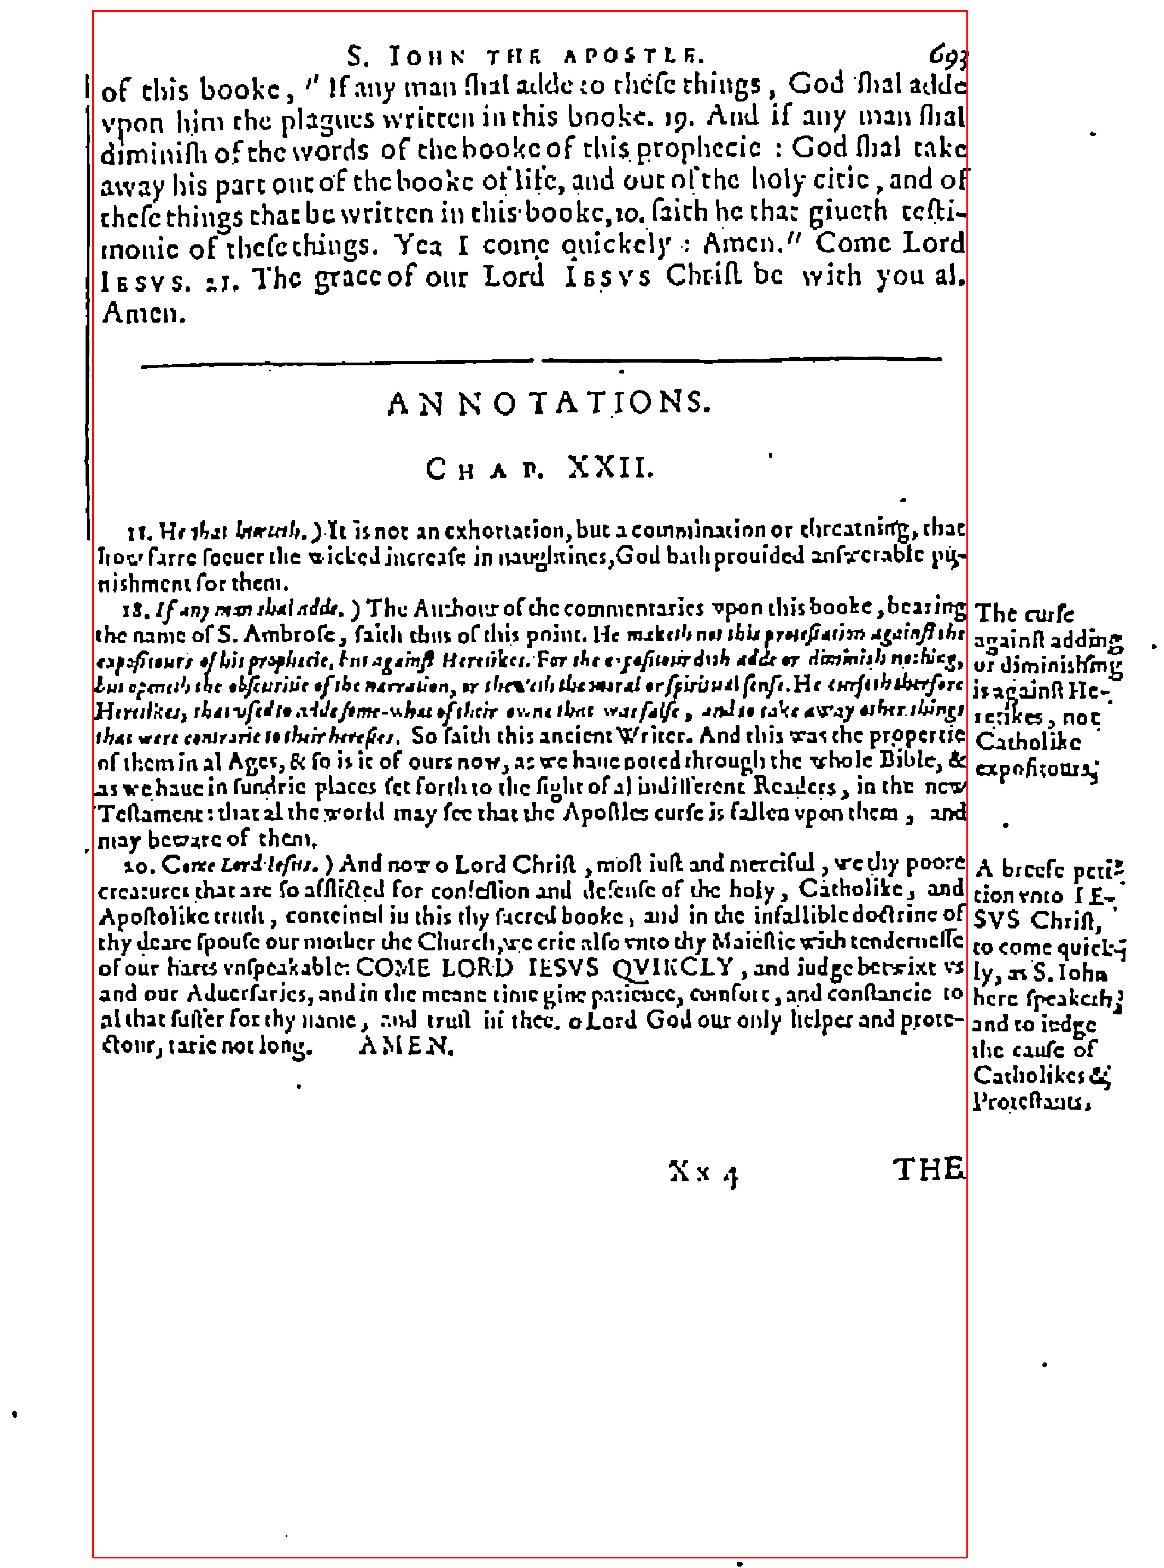 S. IOHN THE APOSTLE. 693
of this booke, " If any man ſhal adde to theſe things, God ſhal adde
vpon him the plagues written in this booke. 19. And if any man ſhal
diminiſh of the words of the booke of this prophecie : God ſhal take
away his part out of the booke of life, and out of the holy citie, and of
theſe things that be written in this booke, 20. ſaith he that giueth teſti-
monie of theſe things. Yea I come quickely : Amen. " Come Lord
IESVS. 21. The grace of our Lord IESVS Chriſt be with you al.
Amen.
ANNOTATIONS.
CHAP. XXII.
11. He that hurteth.) It is not an exhortation, but a commination or threatning, that
how farre ſoeuer the wicked increaſe in naughtines, God hath prouided anſwerable pu-
nishment for them.
18. If any man shal adde.) The Authour of the commentaries vpon this booke, bearing
the name of S. Ambroſe, ſaith thus of this point. He maketh not this proteſtation againſt the
expoſitours of his prophecie, but againſt Heretikes. For the expoſitour doth adde or diminish nothing,
but openeth the obſcuritie of the narration, or sheweth the moral or ſpiritual ſenſe. He curſeth therfore
Heretikes, that vſed to adde ſome-what of their owne that was falſe, and to take away other things
that were contrarie to their hereſies. So ſaith this ancient Writer. And this was the propertie
of them in al Ages, & ſo is it of ours now, as we haue noted through the whole Bible, &
as we haue in ſundrie places ſet forth to the ſight of al indifferent Readers, in the new
Teſtament: that al the world may ſee that the Apoſtles curſe is fallen vpon them, and
may beware of them.
20. Come Lord Ieſus.) And now o Lord Chriſt, moſt iuſt and merciful, we thy poore
creatures that are ſo afflicted for confeſſion and defenſe of the holy, Catholike, and
Apoſtolike truth, conteined in this thy ſacred booke, and in the infallible doctrine of
thy deare ſpouſe our mother the Church, we crie alſo vnto thy Maieſtie with tenderneſſe
of our harts vnſpeakable: COME LORD IESVS QVIKCLY, and iudge betwixt vs
and our Aduerſaries, and in the meane time giue patience, comfort, and conſtancie to
al that ſuffer for thy name, and truſt in thee. o Lord God our only helper and prote-
ctour, tarie not long. AMEN.
The curſe
againſt adding
or diminishing
is againſt He-
retikes, not
Catholike
expoſitours;
A breefe peti-
tion vnto IE-
SVS Chriſt,
to come quick-
ly, as S. Iohn
here ſpeaketh;
and to iudge
the cauſe of
Catholikes &
Proteſtants.
Xx 4 THE